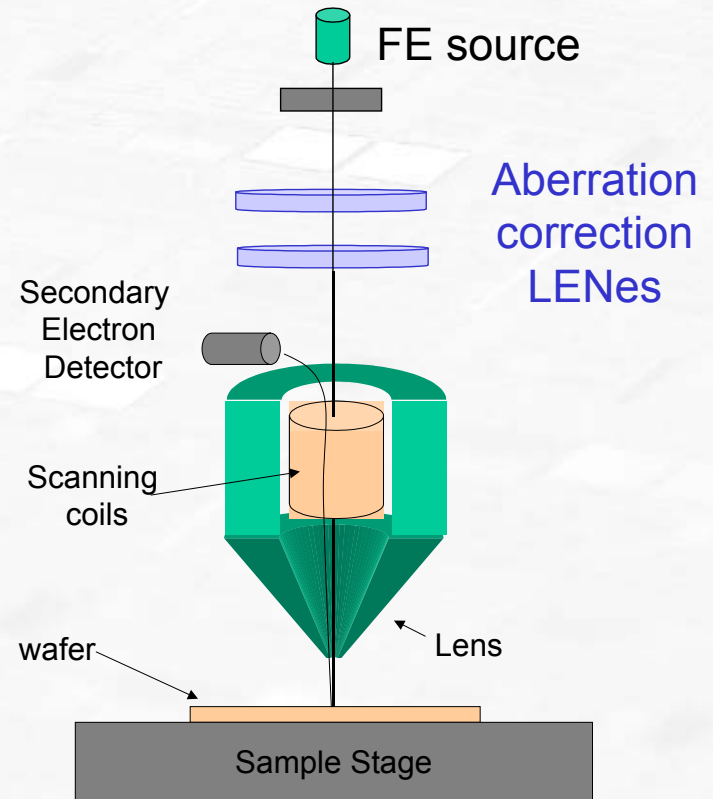 FE source
Aberration
correction
LENes
Secondary
Electron
Detector
Scanning
coils
Lens
wafer
Sample Stage